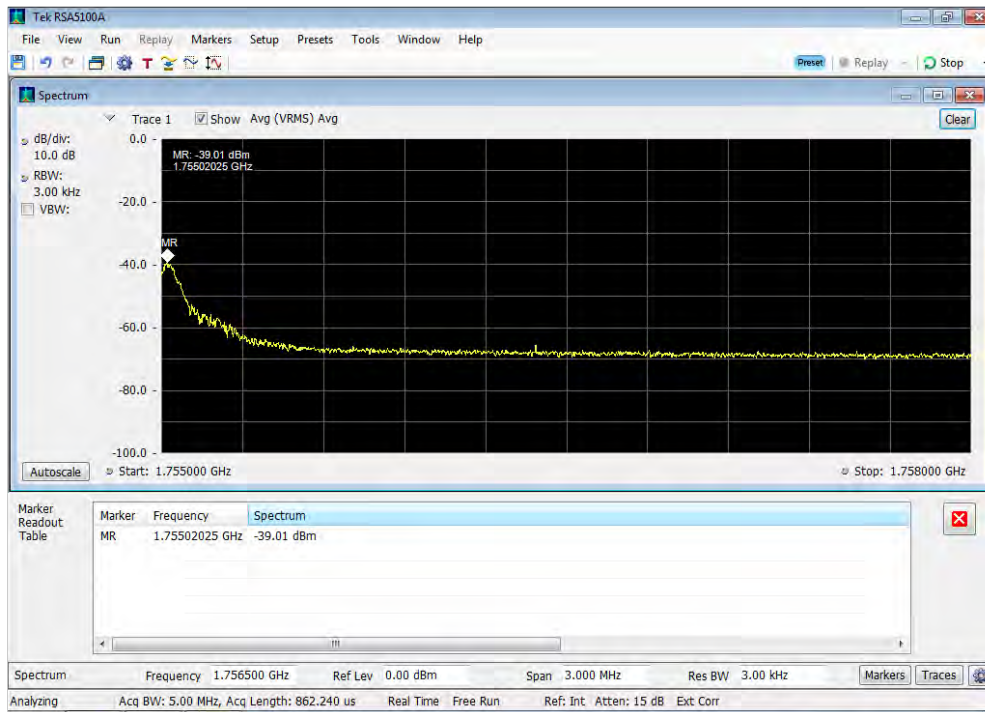 Tek RSA5100A
File View Run Replay Markers Setup Presets Tools Window Help
T Preset Replay Stop
Spectrum
Trace 1 Show Avg (VRMS) Avg Clear
dB/div: 0.0
10.0 dB
MR: -39.01 dBm
1.75502025 GHz
RBW:
3.00 kHz
-20.0
VBW:
MR
-40.0
-60.0
-80.0
-100.0
Autoscale Start: 1.755000 GHz Stop: 1.758000 GHz
Marker Readout Table
Marker Frequency Spectrum
MR 1.75502025 GHz -39.01 dBm
Spectrum Frequency 1.756500 GHz Ref Lev 0.00 dBm Span 3.000 MHz Res BW 3.00 kHz Markers Traces
Analyzing Acq BW: 5.00 MHz, Acq Length: 862.240 us Real Time Free Run Ref: Int Atten: 15 dB Ext Corr